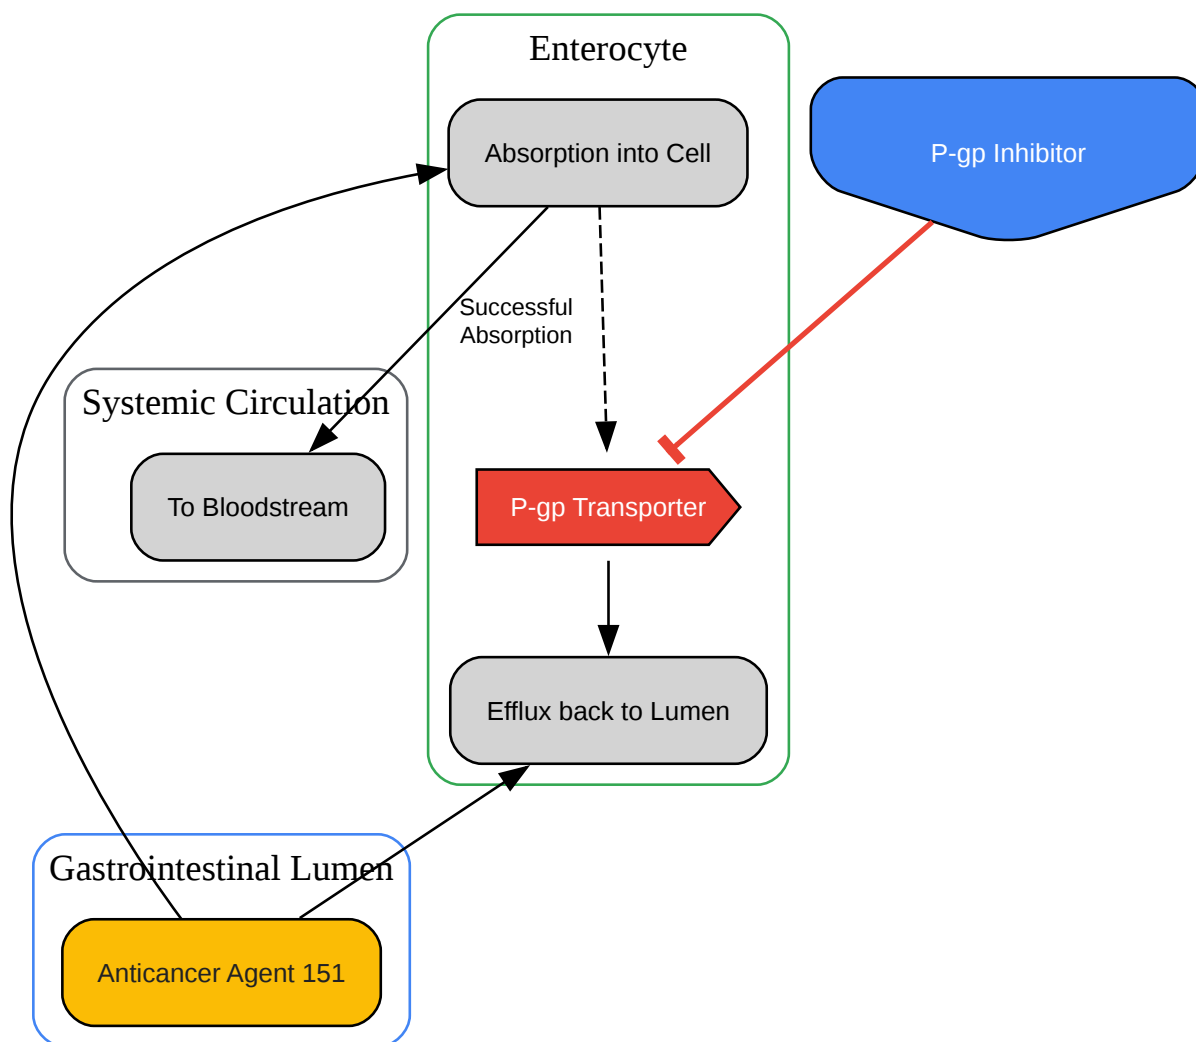 Enterocyte
Absorption into Cell
P-gp Inhibitor
Successful
Absorption
Systemic Circulation
To Bloodstream
P-gp Transporter
Efflux back to Lumen
Gastrointestinal Lumen
Anticancer Agent 151